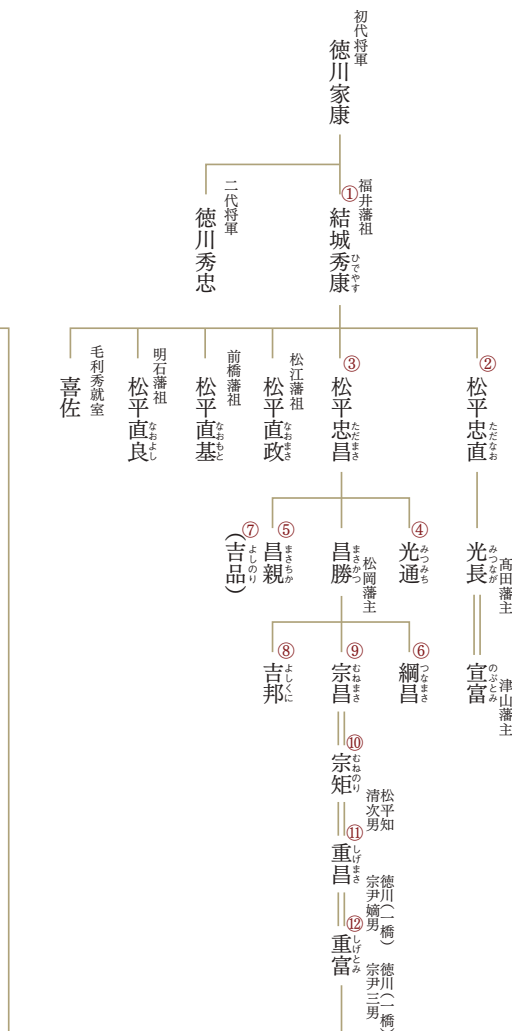 初代将軍
徳川家康
福井藩祖
①
結城秀康
ひでやす
二代将軍
徳川秀忠
②
松平忠直
ただなお
③
松平忠昌
ただまさ
松江藩祖
松平直政
なおまさ
前橋藩祖
松平直基
なおもと
明石藩祖
松平直良
なおよし
毛利秀就室
喜佐
高田藩主
光長
みつなが
④
光通
みつみち
松岡藩主
昌勝
まさかつ
⑤
昌親
まさちか
⑦
(吉品)
よしのり
津山藩主
宣富
のぶとみ
⑥
綱昌
つなまさ
⑨
宗昌
むねまさ
⑧
吉邦
よしくに
⑩
宗矩
むねのり
松平知
清次男
⑪
重昌
しげまさ
徳川(一橋)
宗尹嫡男
⑫
重富
しげとみ
徳川(一橋)
宗尹三男